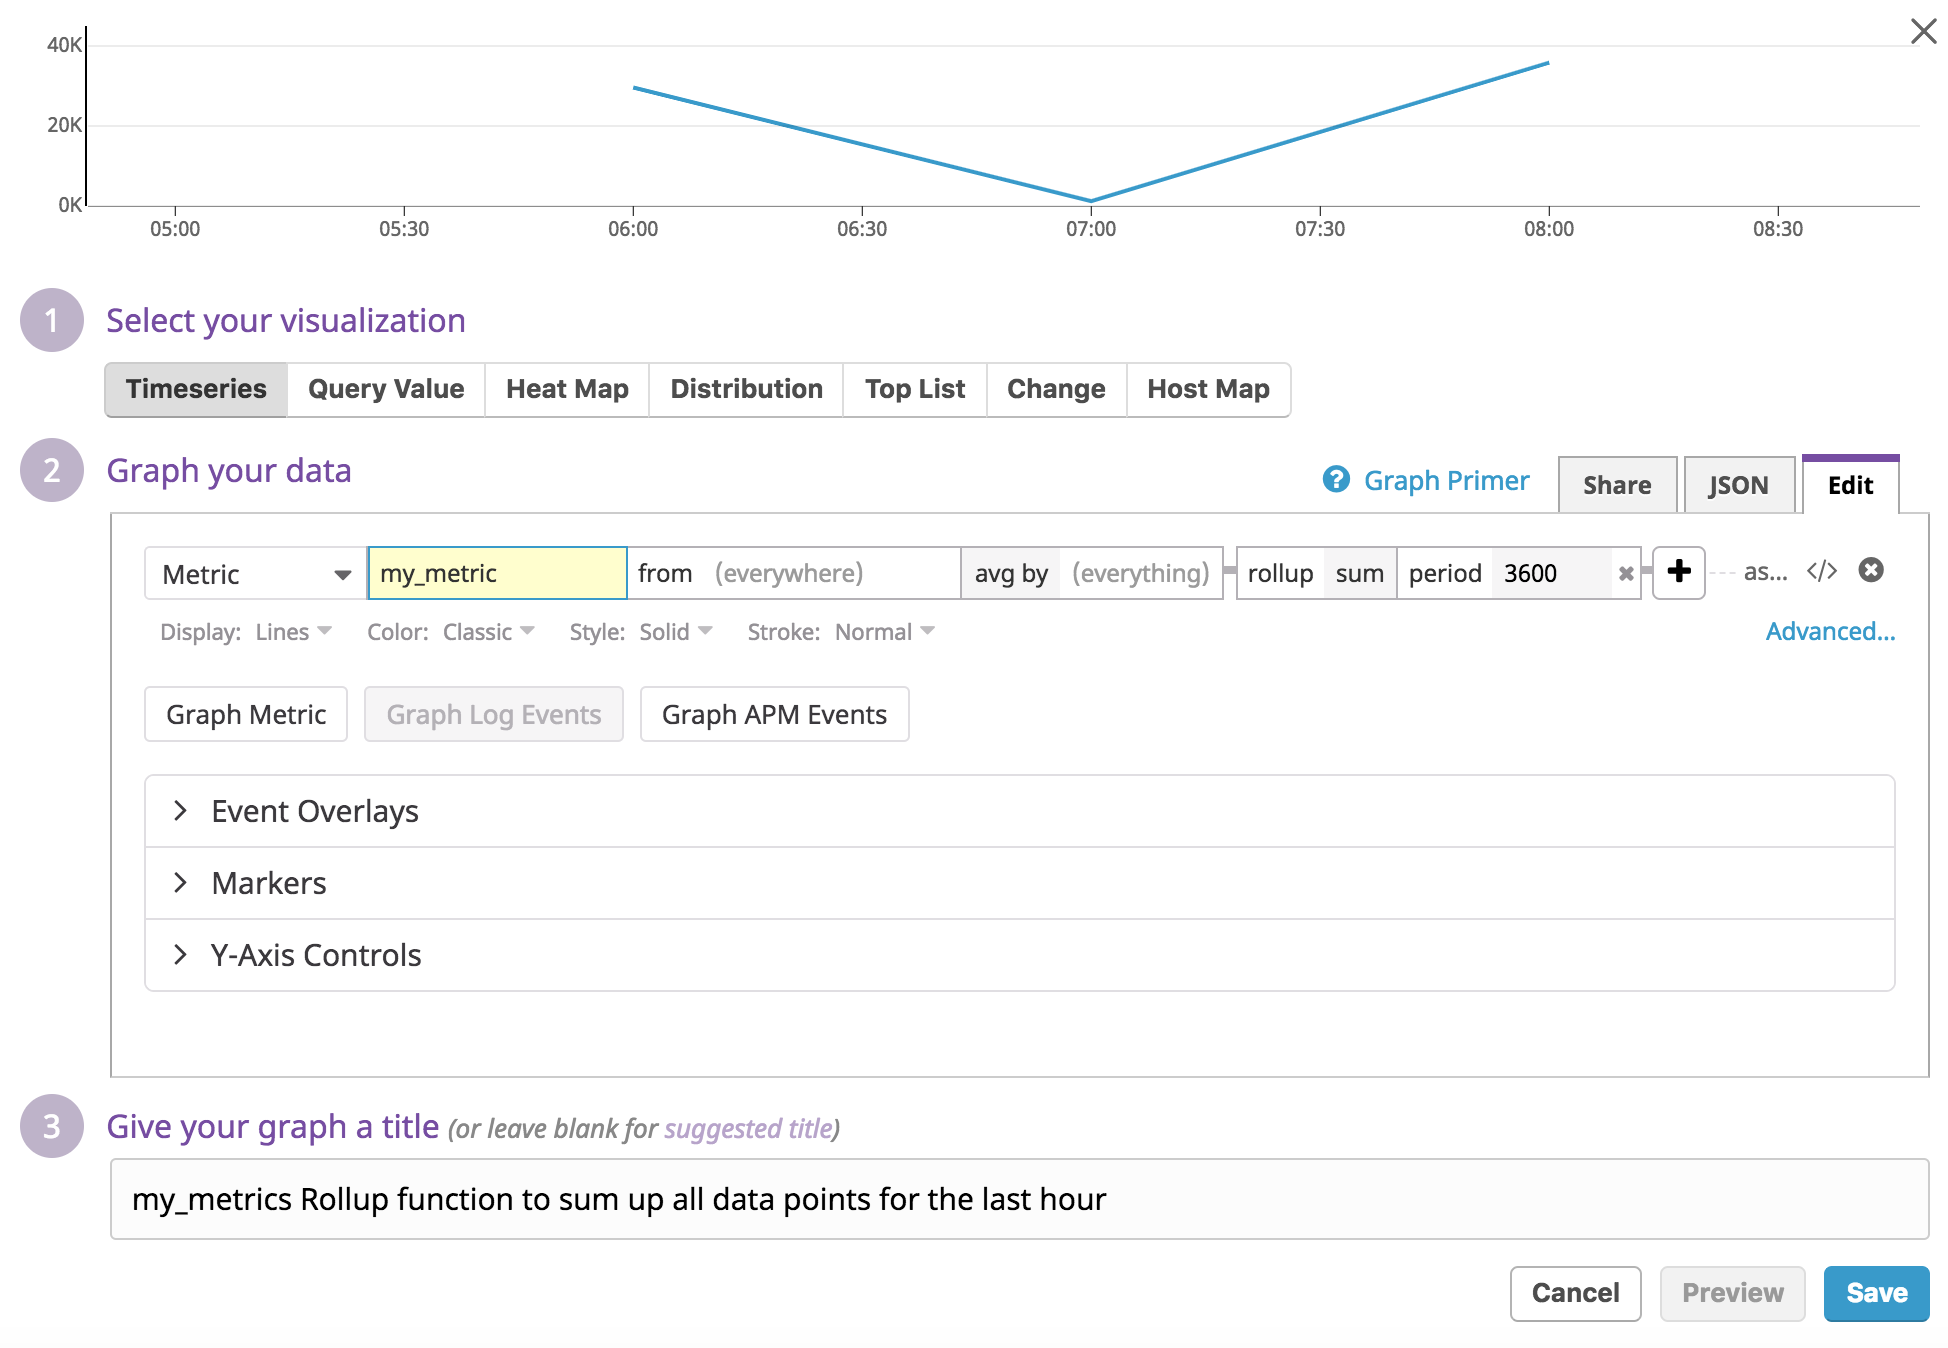 40K
20K
0K
05:00 05:30 06:00 06:30 07:00 07:30 08:00 08:30
1 Select your visualization
Timeseries Query Value Heat Map Distribution Top List Change Host Map
2 Graph your data
? Graph Primer Share JSON Edit
Metric my_metric from (everywhere) avg by (everything) rollup sum period 3600 as... </>
Display: Lines Color: Classic Style: Solid Stroke: Normal Advanced...
Graph Metric Graph Log Events Graph APM Events
Event Overlays
Markers
Y-Axis Controls
3 Give your graph a title (or leave blank for suggested title)
my_metrics Rollup function to sum up all data points for the last hour
Cancel Preview Save